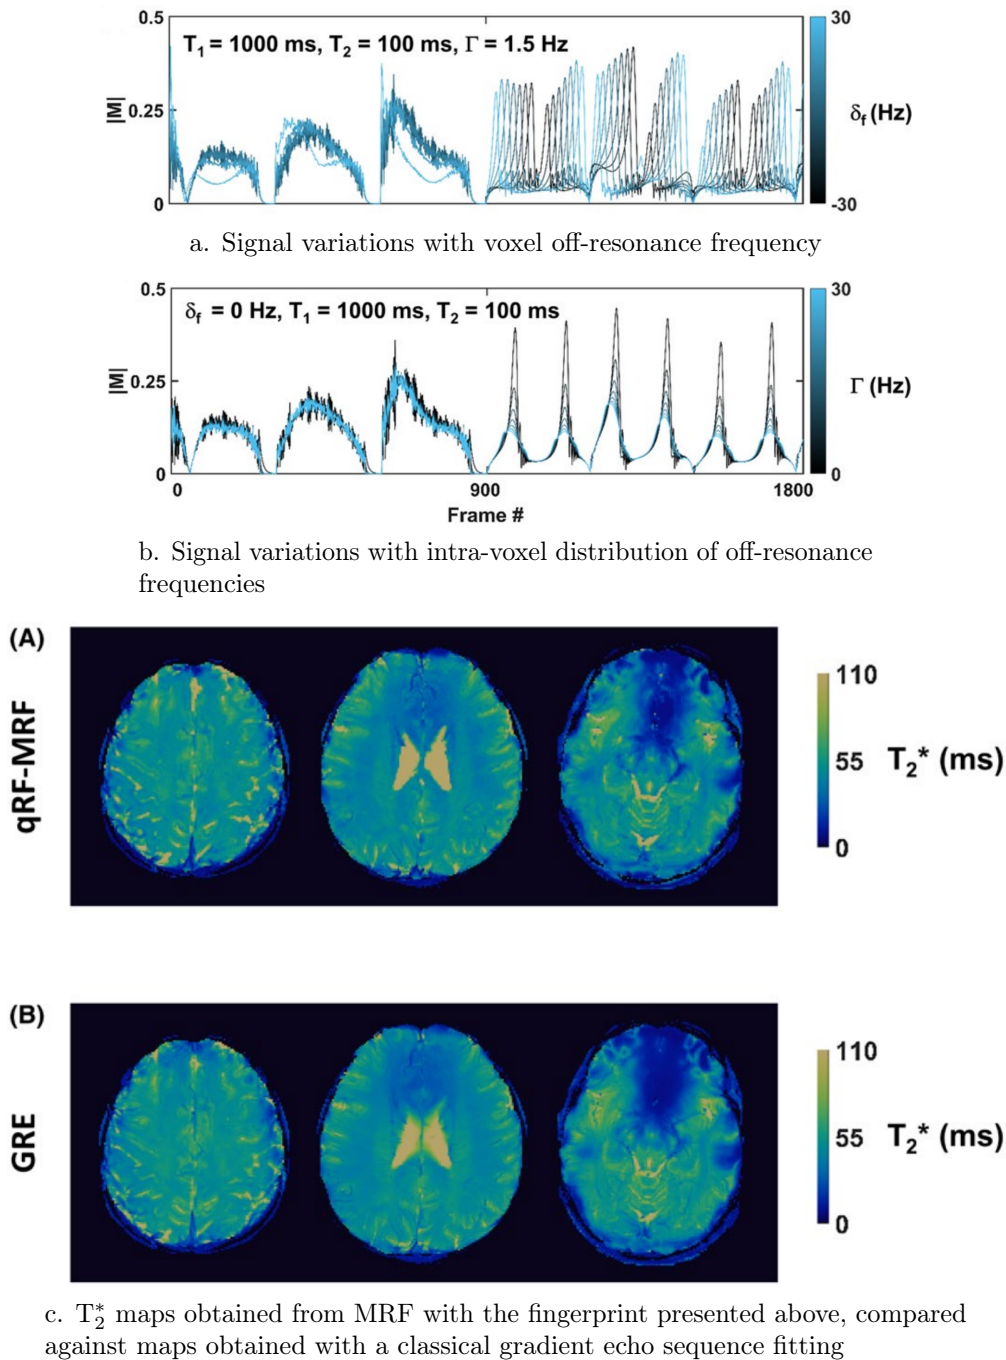 0.5
T1 = 1000 ms, T2 = 100 ms, Γ = 1.5 Hz
30
|M|
0.25
δf (Hz)
0
-30
a. Signal variations with voxel off-resonance frequency
0.5
δf = 0 Hz, T1 = 1000 ms, T2 = 100 ms
30
|M|
0.25
Γ (Hz)
0
0
0 900 1800
Frame #
b. Signal variations with intra-voxel distribution of off-resonance
frequencies
(A)
qRF-MRF
110
55
T2* (ms)
0
(B)
GRE
110
55
T2* (ms)
0
c. T2* maps obtained from MRF with the fingerprint presented above, compared
against maps obtained with a classical gradient echo sequence fitting